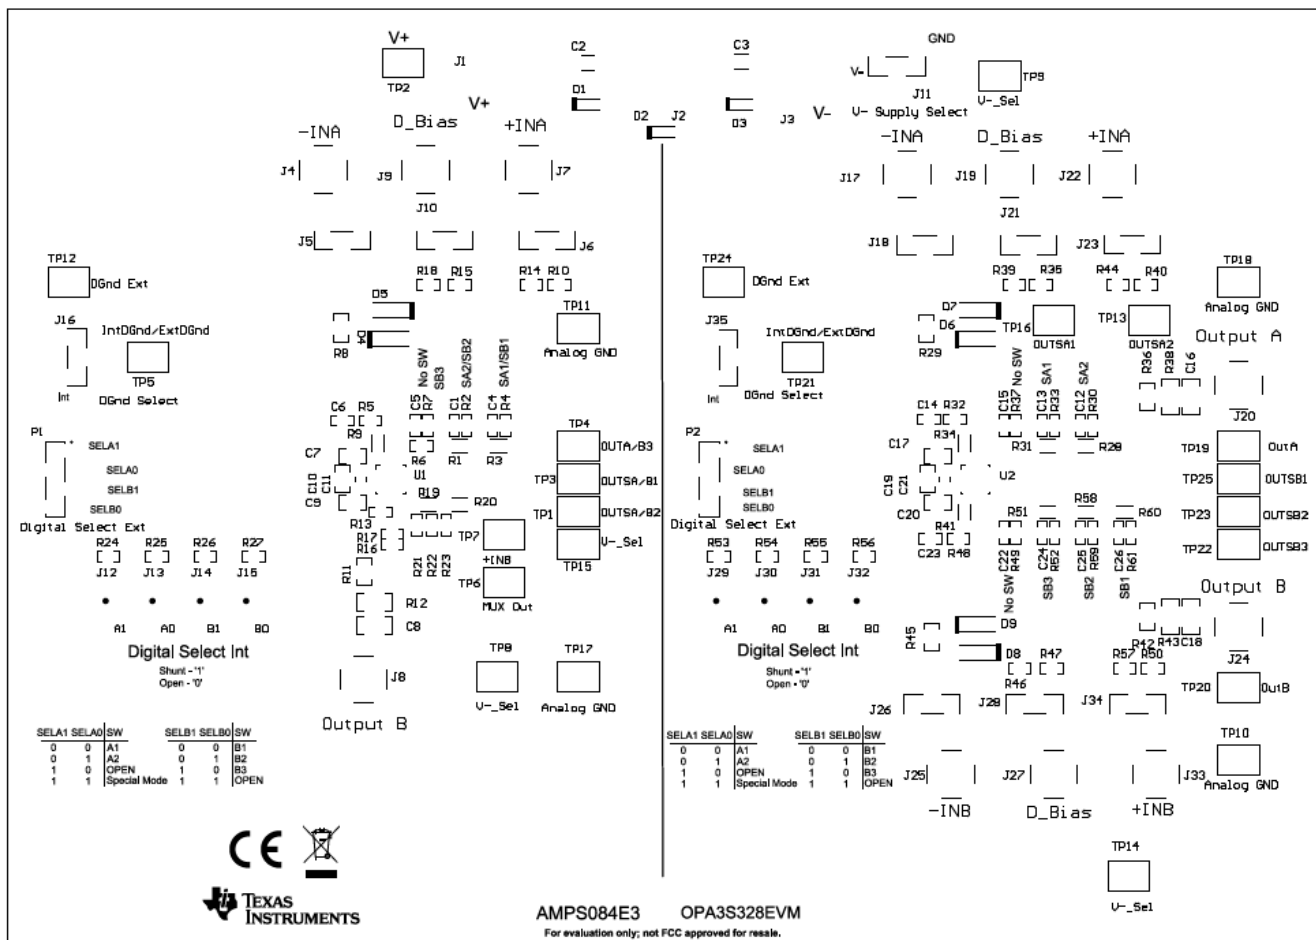 V+
TP2
J1
C2
C3
GND
V-
J11
V- Supply Select
TP9
V-_Sel
D1
V+
D2
J2
D3
J3
V-
-INA
D_Bias
+INA
J4
J9
J7
J10
J5
J6
-INA
D_Bias
+INA
J17
J19
J22
J21
J18
J23
TP12
DGnd Ext
R18
R15
R14
R10
D5
D4
R8
TP11
Analog GND
J16
IntDGnd/ExtDGnd
TP5
Int
DGnd Select
No SW
SB3
SA2/SB2
SA1/SB1
C6
R5
C5
R7
C1
R2
C4
R4
R9
C7
R6
R1
R3
TP4
OUTA/B3
P1
*
SELA1
SELA0
SELB1
SELB0
Digital Select Ext
C10
C11
U1
C9
R19
R20
TP3
OUTSA/B1
TP1
OUTSA/B2
R13
R17
R16
R21
R22
R23
TP7
+INB
V-_Sel
TP15
R24
R25
R26
R27
J12
J13
J14
J15
R11
TP6
MUX Out
R12
C8
A1
A0
B1
B0
Digital Select Int
Shunt - '1'
Open - '0'
J8
Output B
TP8
V-_Sel
TP17
Analog GND
SELA1 SELA0 SW SELB1 SELB0 SW
0 0 A1 0 0 B1
0 1 A2 0 1 B2
1 0 OPEN 1 0 B3
1 1 Special Mode 1 1 OPEN
TP24
DGnd Ext
R39
R35
R44
R40
TP18
Analog GND
J35
IntDGnd/ExtDGnd
TP21
Int
DGnd Select
D7
D6
R29
TP16
OUTSA1
TP13
OUTSA2
Output A
R36
R38
C16
J20
No SW
SA1
SA2
C14
R32
C15
R37
C13
R33
C12
R30
R34
C17
R31
R28
TP19
OutA
P2
*
SELA1
SELA0
SELB1
SELB0
Digital Select Ext
C19
C21
U2
C20
TP25
OUTSB1
R58
R51
R60
TP23
OUTSB2
R41
C23
R48
C22
R49
C24
R52
C25
R59
C26
R61
TP22
OUTSB3
R53
R54
R55
R56
J29
J30
J31
J32
No SW
SB3
SB2
SB1
Output B
A1
A0
B1
B0
Digital Select Int
Shunt - '1'
Open - '0'
R45
D9
D8
R46
R47
R57
R50
R42
R43
C18
J24
TP20
OutB
J26
J28
J34
SELA1 SELA0 SW SELB1 SELB0 SW
0 0 A1 0 0 B1
0 1 A2 0 1 B2
1 0 OPEN 1 0 B3
1 1 Special Mode 1 1 OPEN
J25
J27
J33
TP10
Analog GND
-INB
D_Bias
+INB
TP14
V-_Sel
CE
TEXAS
INSTRUMENTS
AMPS084E3 OPA3S328EVM
For evaluation only; not FCC approved for resale.